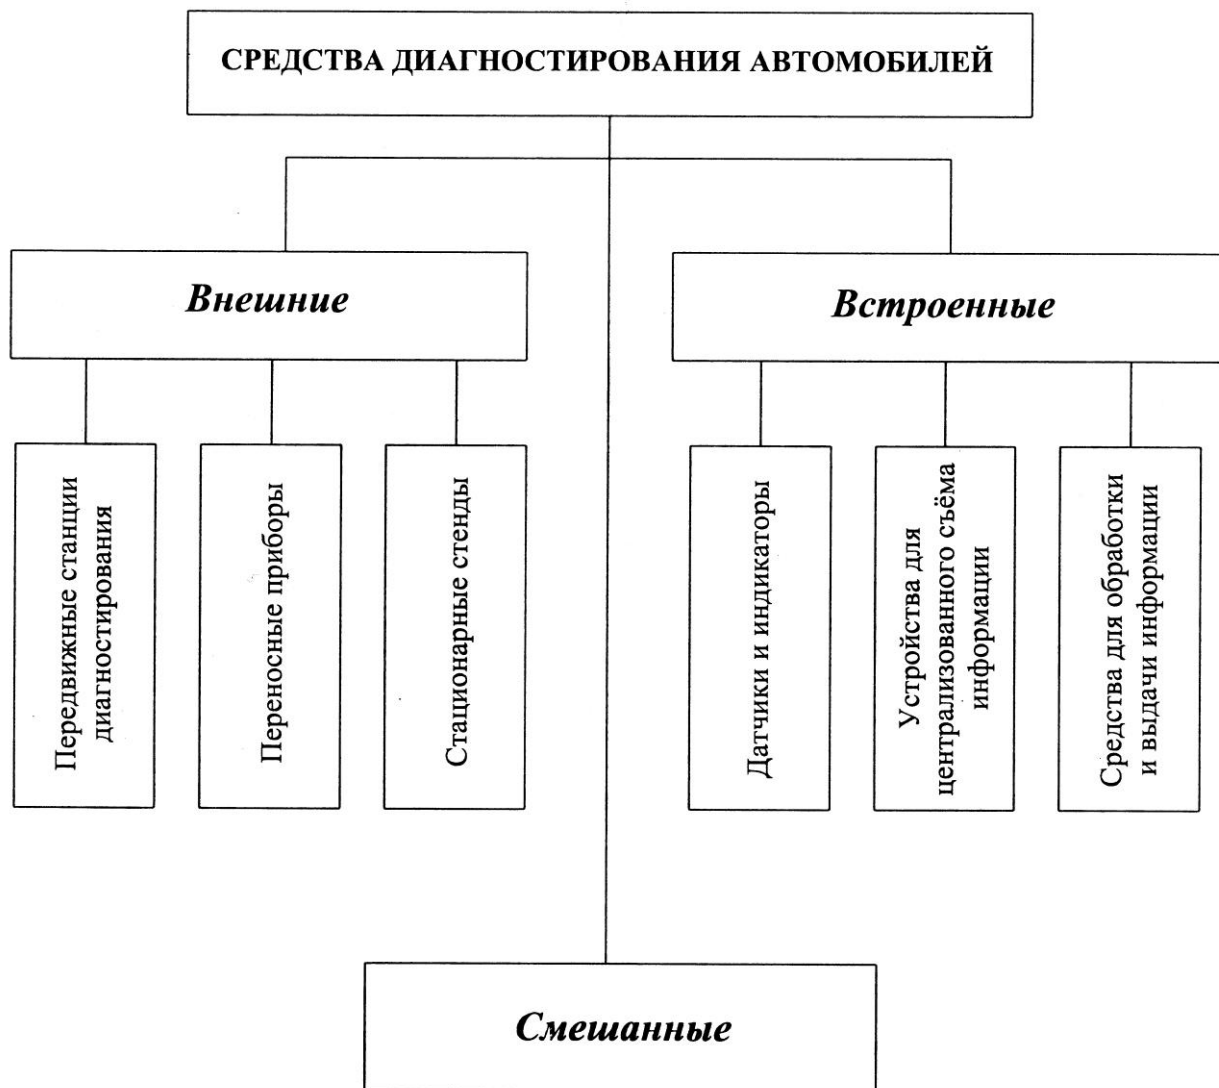 СРЕДСТВА ДИАГНОСТИРОВАНИЯ АВТОМОБИЛЕЙ
Внешние
Встроенные
Передвижные станции
диагностирования
Переносные приборы
Стационарные стенды
Датчики и индикаторы
Устройства для
централизованного съёма
информации
Средства для обработки
и выдачи информации
Смешанные